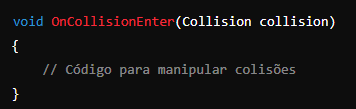 void OnCollisionEnter(Collision collision)
{
// Código para manipular colisões
}